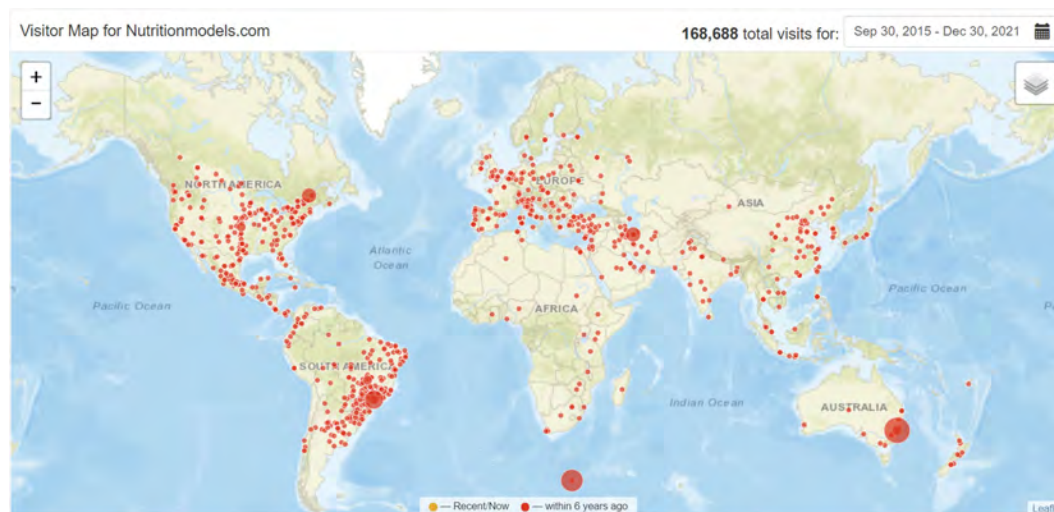 Visitor Map for Nutritionmodels.com
168,688 total visits for: Sep 30, 2015 - Dec 30, 2021
+
−
NORTH AMERICA
EUROPE
ASIA
Atlantic
Ocean
Pacific Ocean
Pacific Ocean
AFRICA
SOUTH AMERICA
Indian Ocean
AUSTRALIA
— Recent/Now — within 6 years ago
Leafl